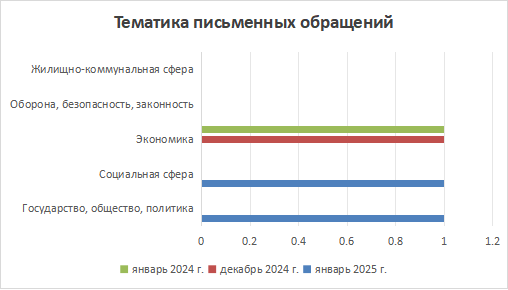 Тематика письменных обращений
Жилищно-коммунальная сфера
Оборона, безопасность, законность
Экономика
Социальная сфера
Государство, общество, политика
0 0.2 0.4 0.6 0.8 1 1.2
январь 2024 г. декабрь 2024 г. январь 2025 г.